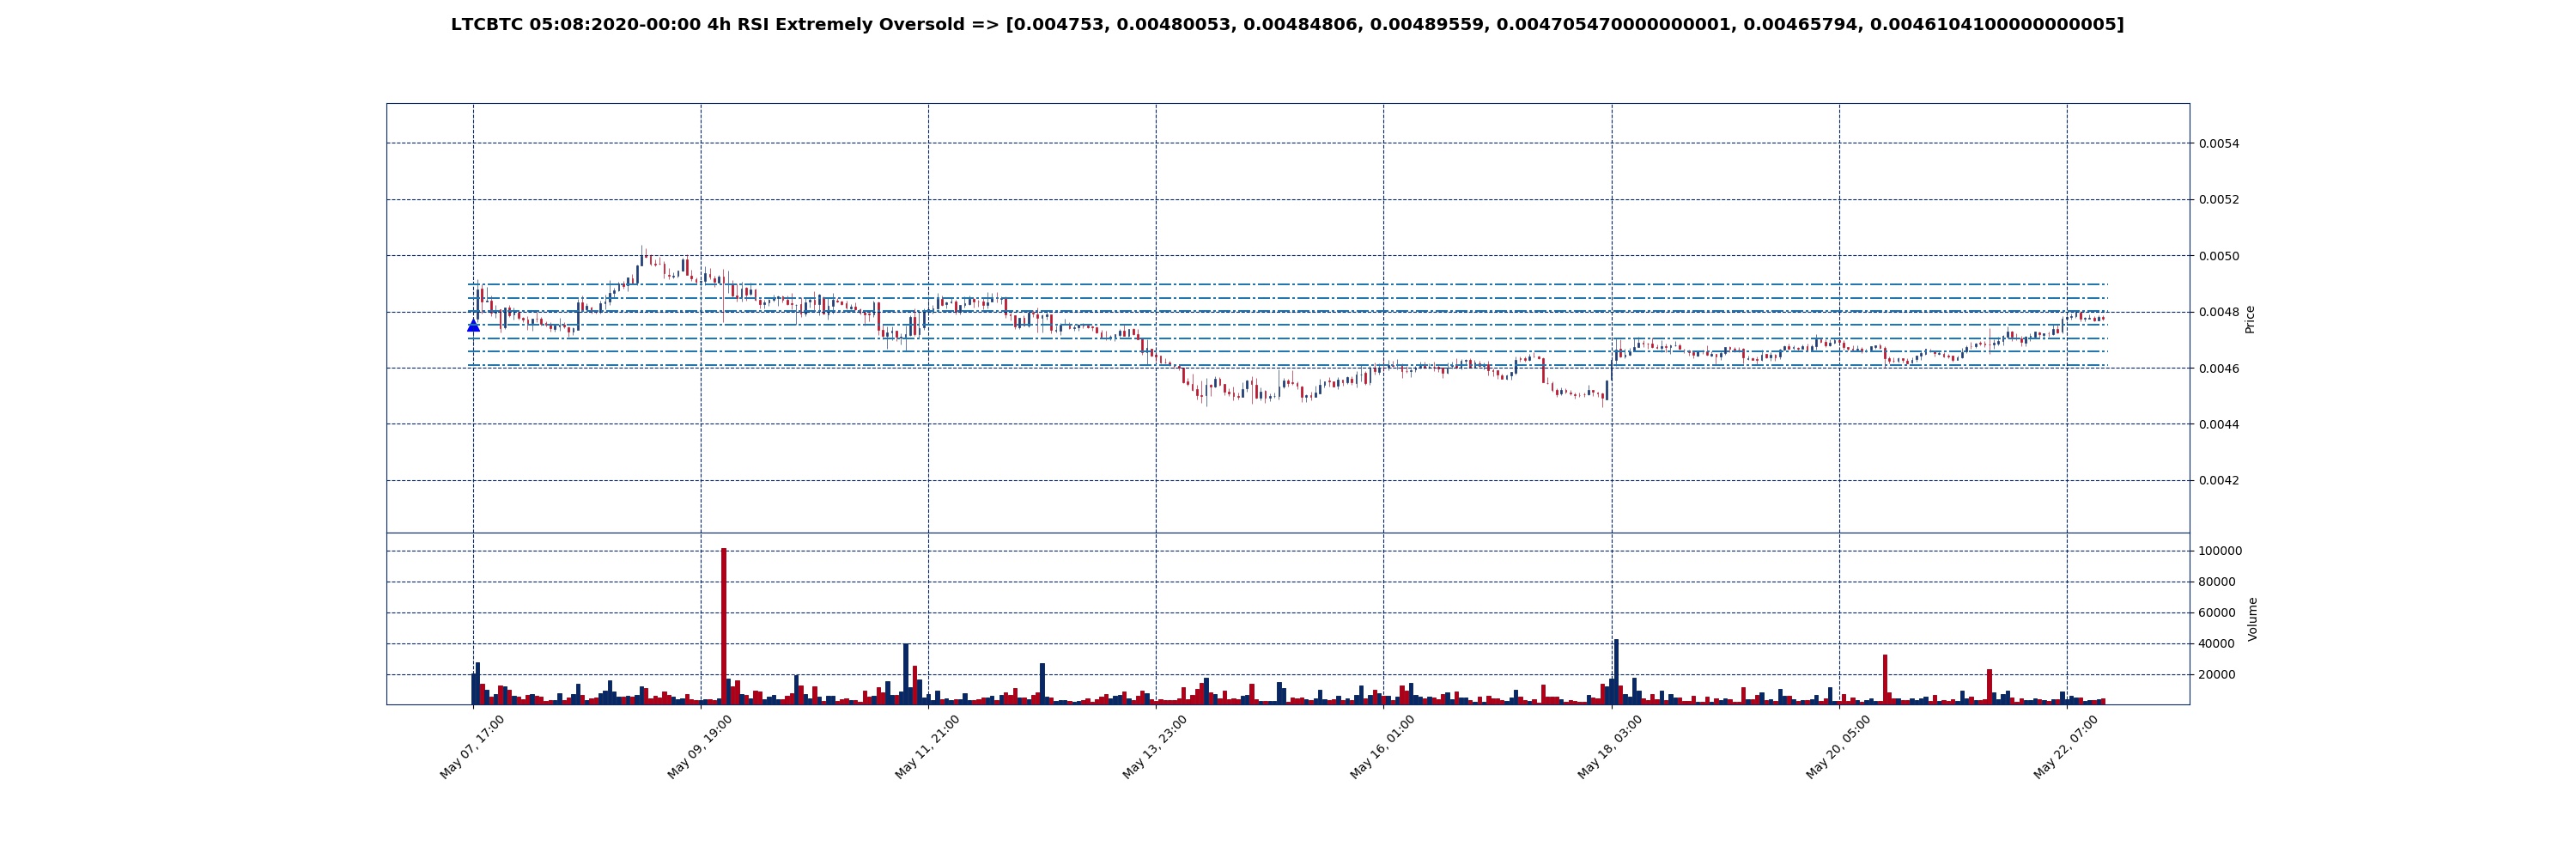 LTCBTC 05:08:2020-00:00 4h RSI Extremely Oversold => [0.004753, 0.00480053, 0.00484806, 0.00489559, 0.004705470000000001, 0.00465794, 0.0046104100000000005]
0.0054
0.0052
0.0050
0.0048
0.0046
0.0044
0.0042
Price
100000
80000
60000
40000
20000
Volume
May 07, 17:00
May 09, 19:00
May 11, 21:00
May 13, 23:00
May 16, 01:00
May 18, 03:00
May 20, 05:00
May 22, 07:00